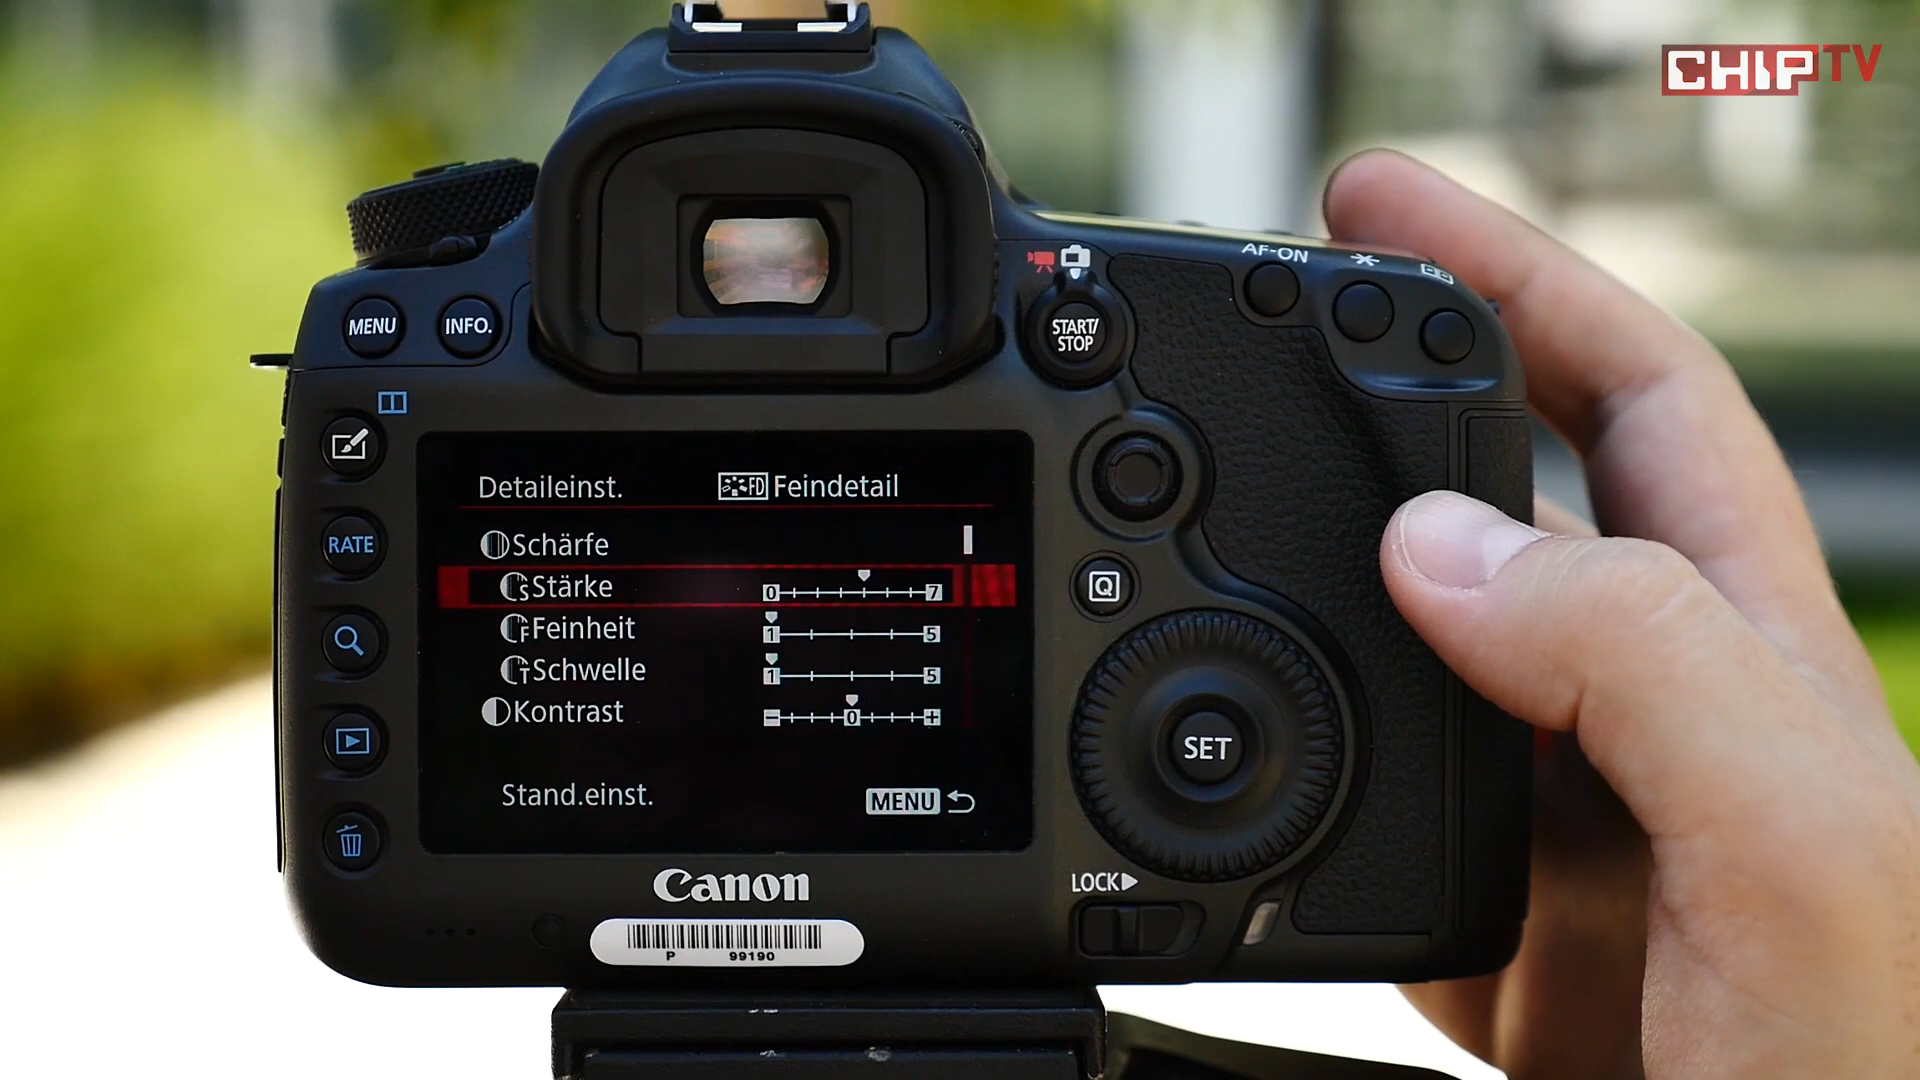 CHIP TV
AF-ON
MENU
INFO.
START/
STOP
RATE
Detaileinst.
FD Feindetail
Schärfe
S Stärke 0 7
F Feinheit 1 5
T Schwelle 1 5
Kontrast − 0 +
Stand.einst.
MENU
Q
SET
LOCK▶
Canon
P 99190